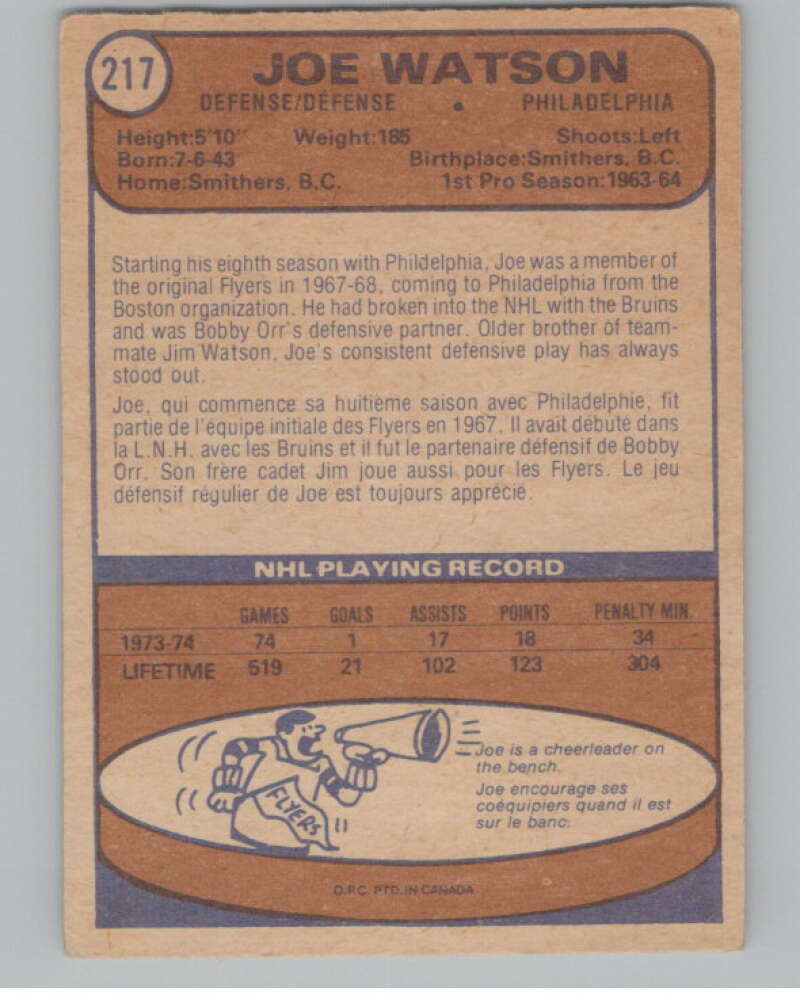 217
JOE WATSON
DEFENSE/DÉFENSE • PHILADELPHIA
Height:5'10" Weight:185 Shoots:Left
Born:7-6-43 Birthplace:Smithers, B.C.
Home:Smithers, B.C. 1st Pro Season:1963-64
Starting his eighth season with Phildelphia, Joe was a member of
the original Flyers in 1967-68, coming to Philadelphia from the
Boston organization. He had broken into the NHL with the Bruins
and was Bobby Orr's defensive partner. Older brother of team-
mate Jim Watson, Joe's consistent defensive play has always
stood out.
Joe, qui commence sa huitième saison avec Philadelphie, fit
partie de l'équipe initiale des Flyers en 1967. Il avait débuté dans
la L.N.H. avec les Bruins et il fut le partenaire défensif de Bobby
Orr. Son frère cadet Jim joue aussi pour les Flyers. Le jeu
défensif régulier de Joe est toujours apprécié.
NHL PLAYING RECORD
GAMES GOALS ASSISTS POINTS PENALTY MIN.
1973-74 74 1 17 18 34
LIFETIME 519 21 102 123 304
FLYERS
Joe is a cheerleader on
the bench.
Joe encourage ses
coéquipiers quand il est
sur le banc.
O.P.C. PTD. IN CANADA